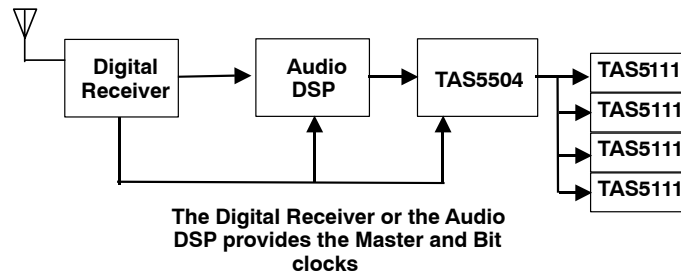 Digital
Receiver
Audio
DSP
TAS5504
TAS5111
TAS5111
TAS5111
TAS5111
The Digital Receiver or the Audio
DSP provides the Master and Bit
clocks